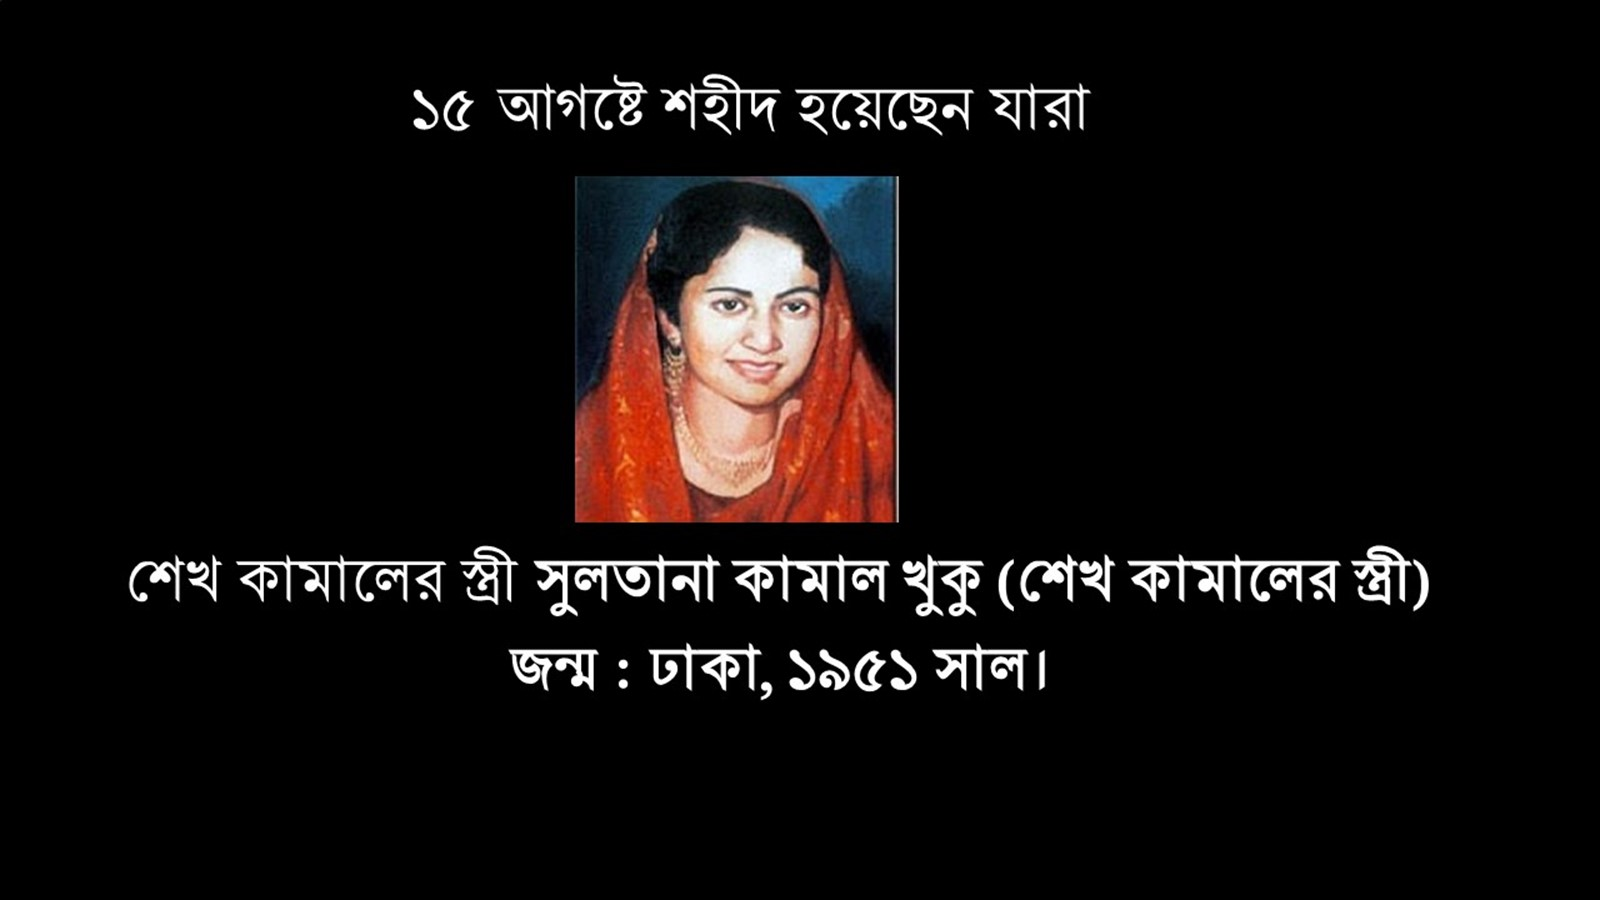 ১৫ আগষ্টে শহীদ হয়েছেন যারা
শেখ কামালের স্ত্রী সুলতানা কামাল খুকু (শেখ কামালের স্ত্রী)
জন্ম : ঢাকা, ১৯৫১ সাল।